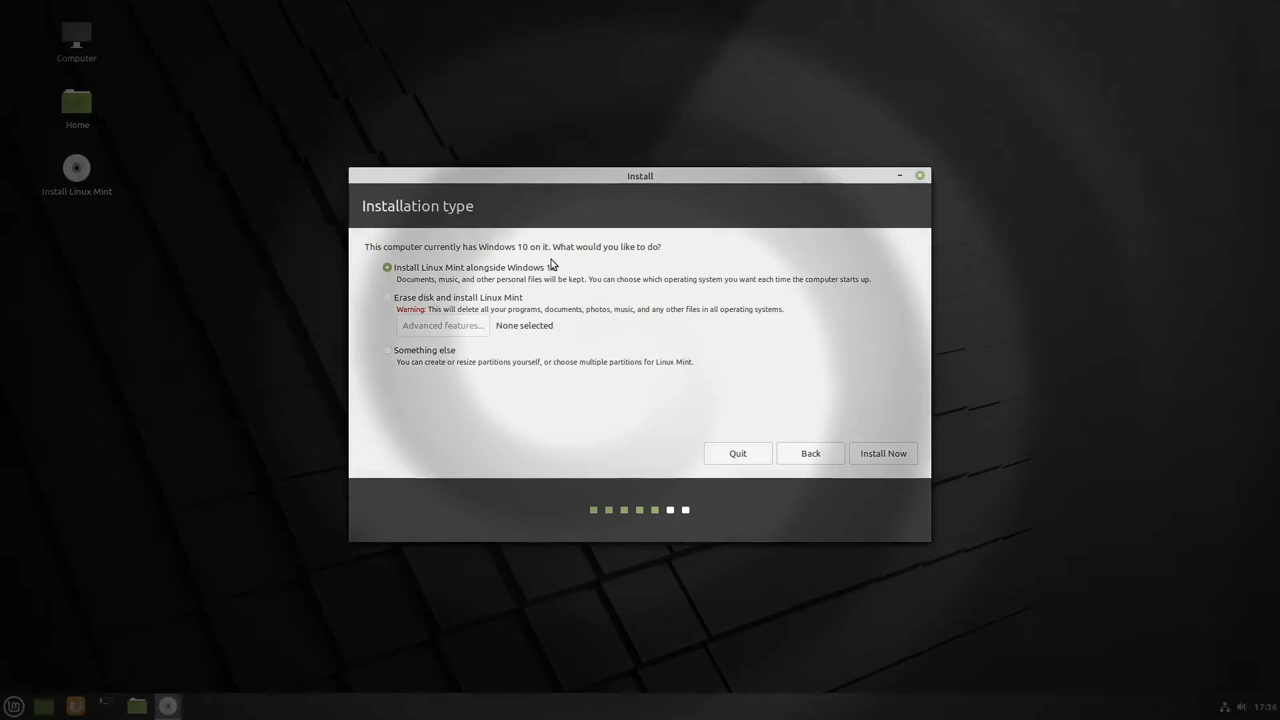 Computer
Home
Install Linux Mint
Install
Installation type
This computer currently has Windows 10 on it. What would you like to do?
Install Linux Mint alongside Windows 1
Documents, music, and other personal files will be kept. You can choose which operating system you want each time the computer starts up.
Erase disk and install Linux Mint
Warning: This will delete all your programs, documents, photos, music, and any other files in all operating systems.
Advanced features... None selected
Something else
You can create or resize partitions yourself, or choose multiple partitions for Linux Mint.
Quit Back Install Now
17:36